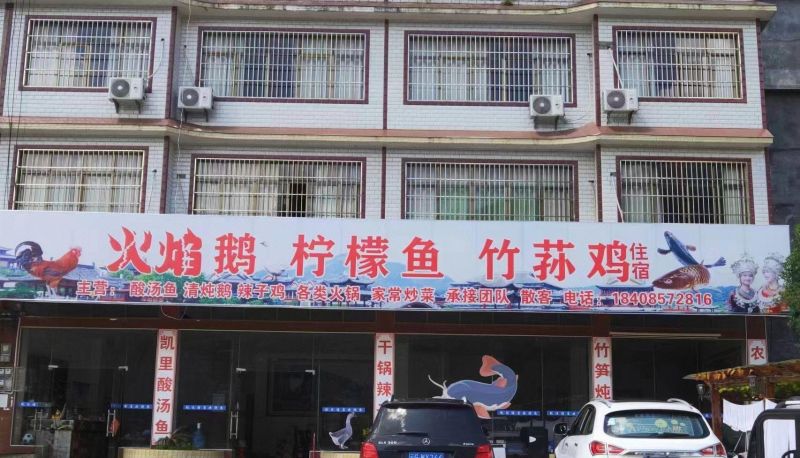 火焰鹅 柠檬鱼 竹荪鸡 住宿
主营： 酸汤鱼 清炖鹅 辣子鸡 各类火锅 家常炒菜 承接团队 散客 电话：18408572816
凯里酸汤鱼
干锅辣
竹笋炖
农